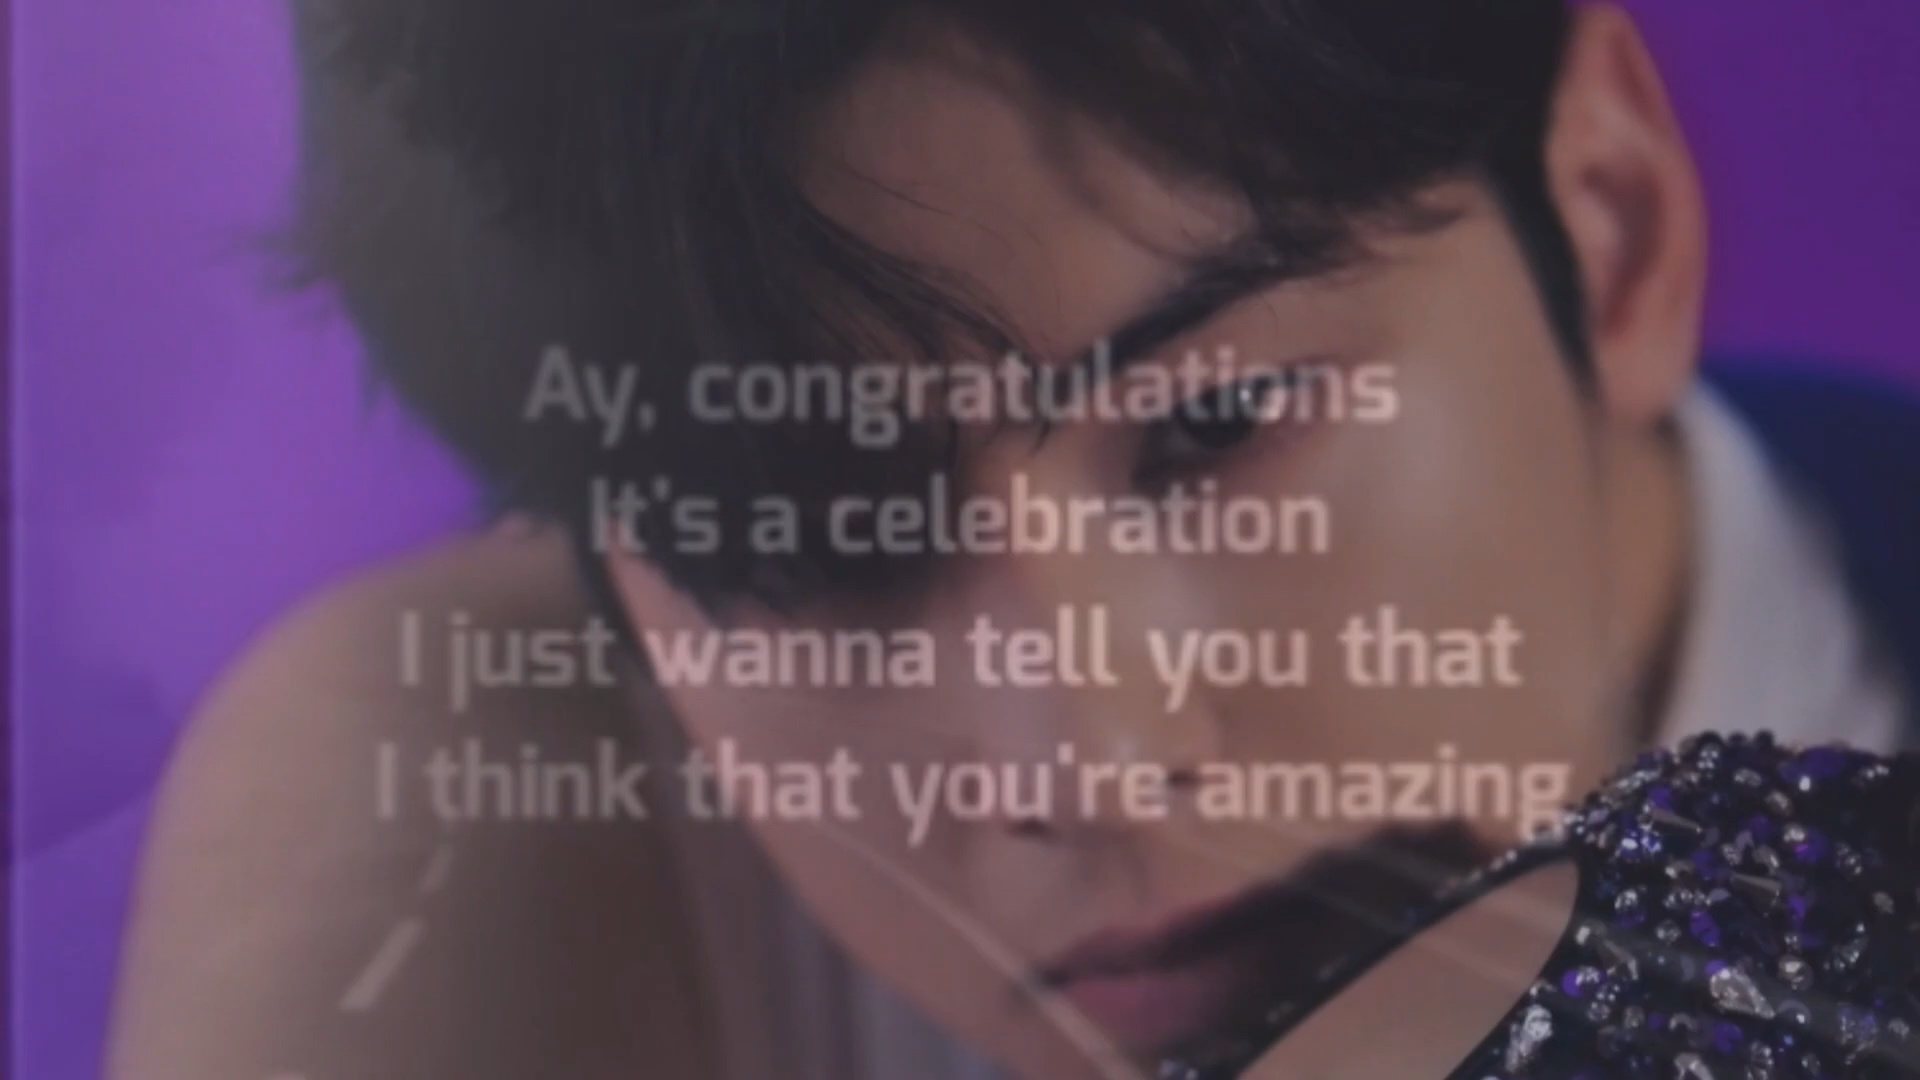 Ay, congratulations
It's a celebration
I just wanna tell you that
I think that you're amazing